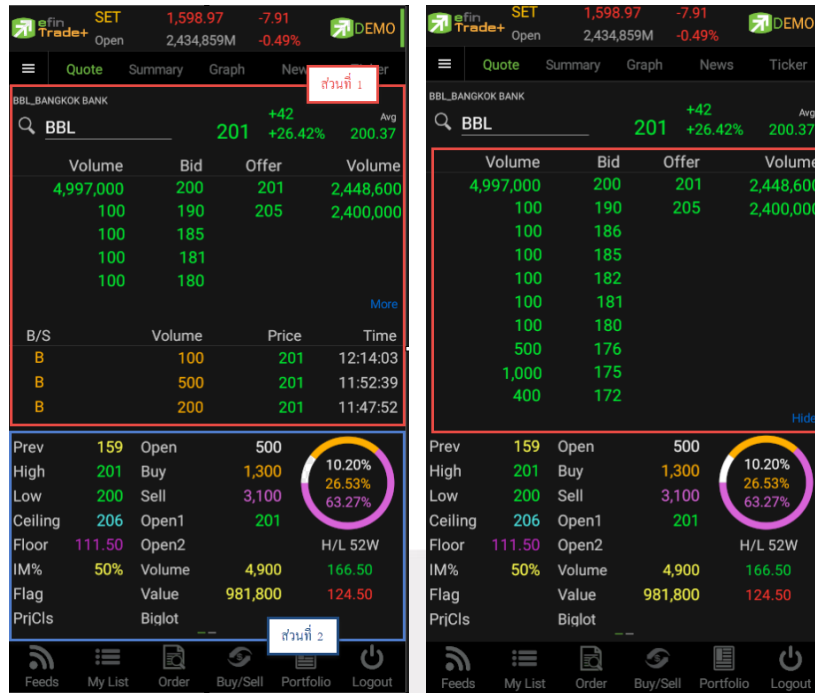 efin Trade+ SET 1,598.97 -7.91 DEMO
Open 2,434,859M -0.49%
Quote Summary Graph News Ticker
ส่วนที่ 1
BBL_BANGKOK BANK
+42 Avg
BBL 201 +26.42% 200.37
Volume Bid Offer Volume
4,997,000 200 201 2,448,600
100 190 205 2,400,000
100 185
100 181
100 180
More
B/S Volume Price Time
B 100 201 12:14:03
B 500 201 11:52:39
B 200 201 11:47:52
Prev 159 Open 500 10.20%
High 201 Buy 1,300 26.53%
Low 200 Sell 3,100 63.27%
Ceiling 206 Open1 201
Floor 111.50 Open2 H/L 52W
IM% 50% Volume 4,900 166.50
Flag Value 981,800 124.50
PrjCls Biglot
ส่วนที่ 2
Feeds My List Order Buy/Sell Portfolio Logout
efin Trade+ SET 1,598.97 -7.91 DEMO
Open 2,434,859M -0.49%
Quote Summary Graph News Ticker
BBL_BANGKOK BANK
+42 Avg
BBL 201 +26.42% 200.37
Volume Bid Offer Volume
4,997,000 200 201 2,448,600
100 190 205 2,400,000
100 186
100 185
100 182
100 181
100 180
500 176
1,000 175
400 172
Hide
Prev 159 Open 500 10.20%
High 201 Buy 1,300 26.53%
Low 200 Sell 3,100 63.27%
Ceiling 206 Open1 201
Floor 111.50 Open2 H/L 52W
IM% 50% Volume 4,900 166.50
Flag Value 981,800 124.50
PrjCls Biglot
Feeds My List Order Buy/Sell Portfolio Logout